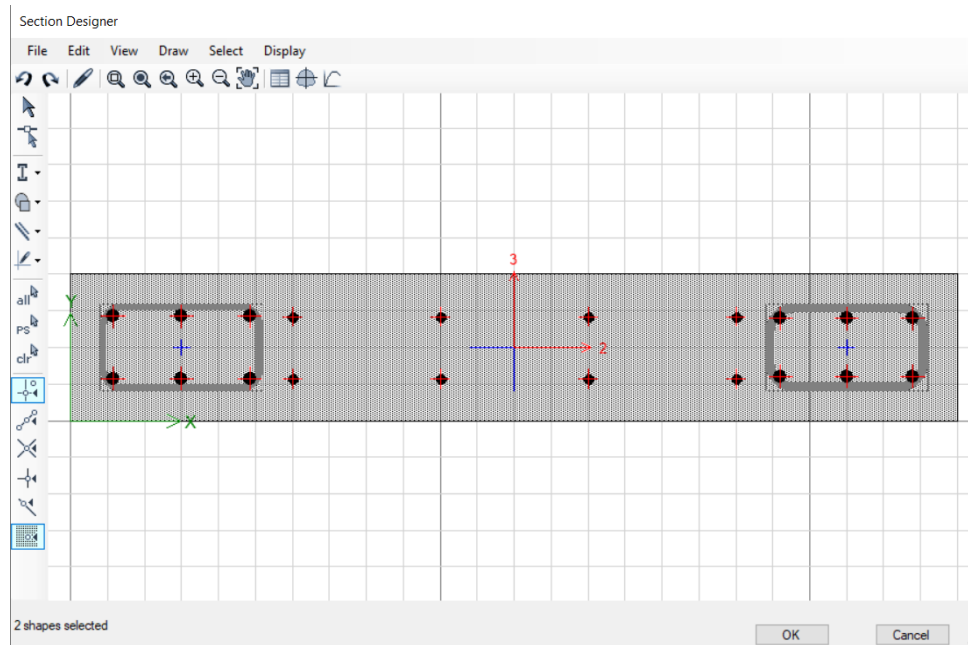 Section Designer
File Edit View Draw Select Display
all
PS
clr
3
Y
2
X
2 shapes selected
OK Cancel